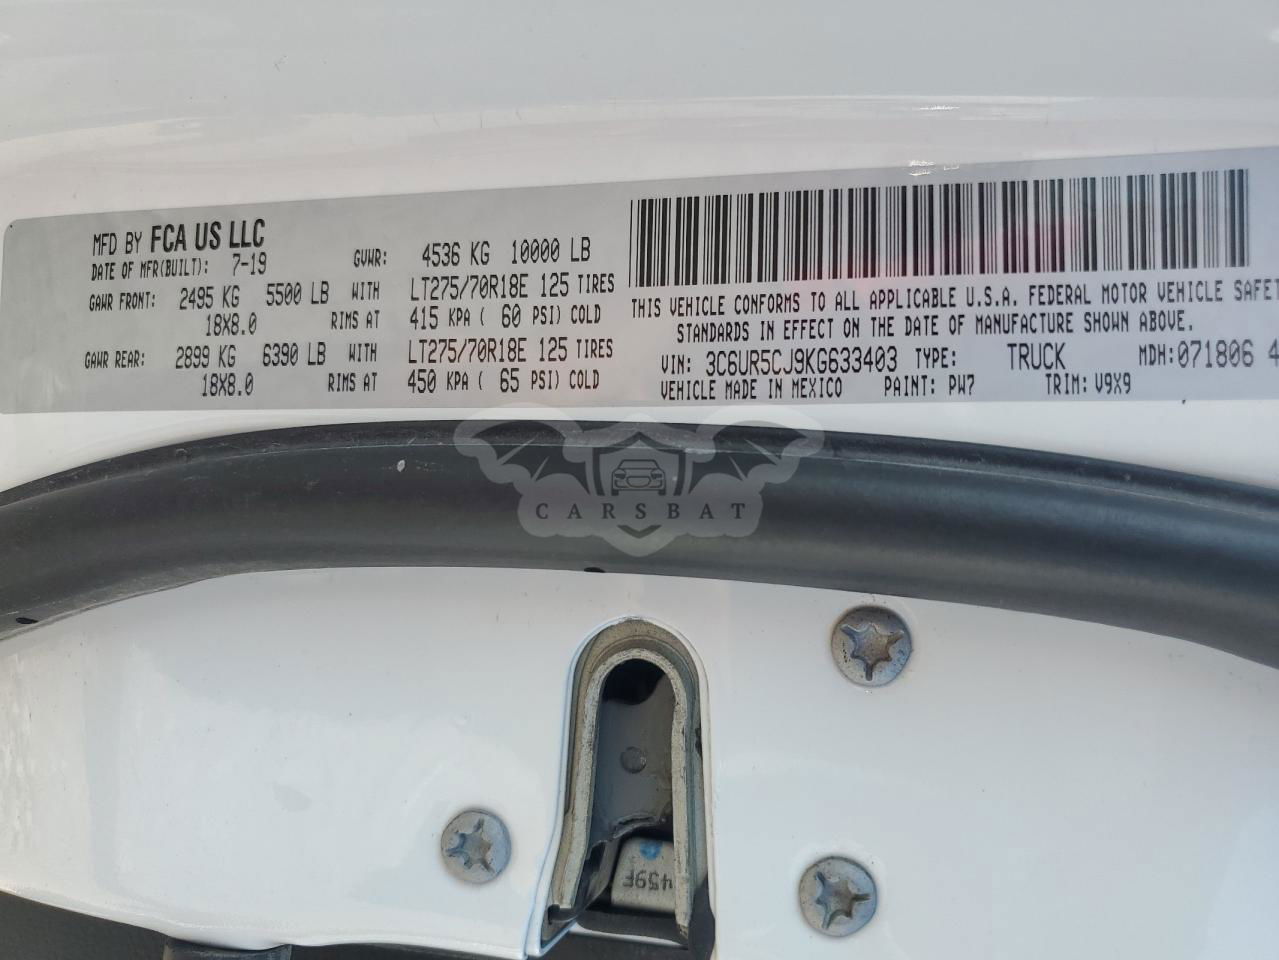 MFD BY FCA US LLC
DATE OF MFR(BUILT): 7-19 GVWR: 4536 KG 10000 LB
GAWR FRONT: 2495 KG 5500 LB WITH LT275/70R18E 125 TIRES
18X8.0 RIMS AT 415 KPA ( 60 PSI) COLD
GAWR REAR: 2899 KG 6390 LB WITH LT275/70R18E 125 TIRES
18X8.0 RIMS AT 450 KPA ( 65 PSI) COLD
THIS VEHICLE CONFORMS TO ALL APPLICABLE U.S.A. FEDERAL MOTOR VEHICLE SAFET
STANDARDS IN EFFECT ON THE DATE OF MANUFACTURE SHOWN ABOVE.
VIN: 3C6UR5CJ9KG633403 TYPE: TRUCK MDH: 071806 4
VEHICLE MADE IN MEXICO PAINT: PW7 TRIM: V9X9
CARSBAT
459F